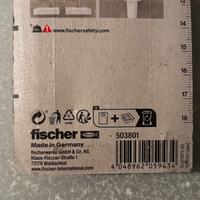 www.fischersafety.com
13
14
15
16
17
18
fischer
503801
Made in Germany
fischerwerke GmbH & Co. KG
Klaus-Fischer-Straße 1
72178 Waldachtal
www.fischer-international.com
4 048962 059434